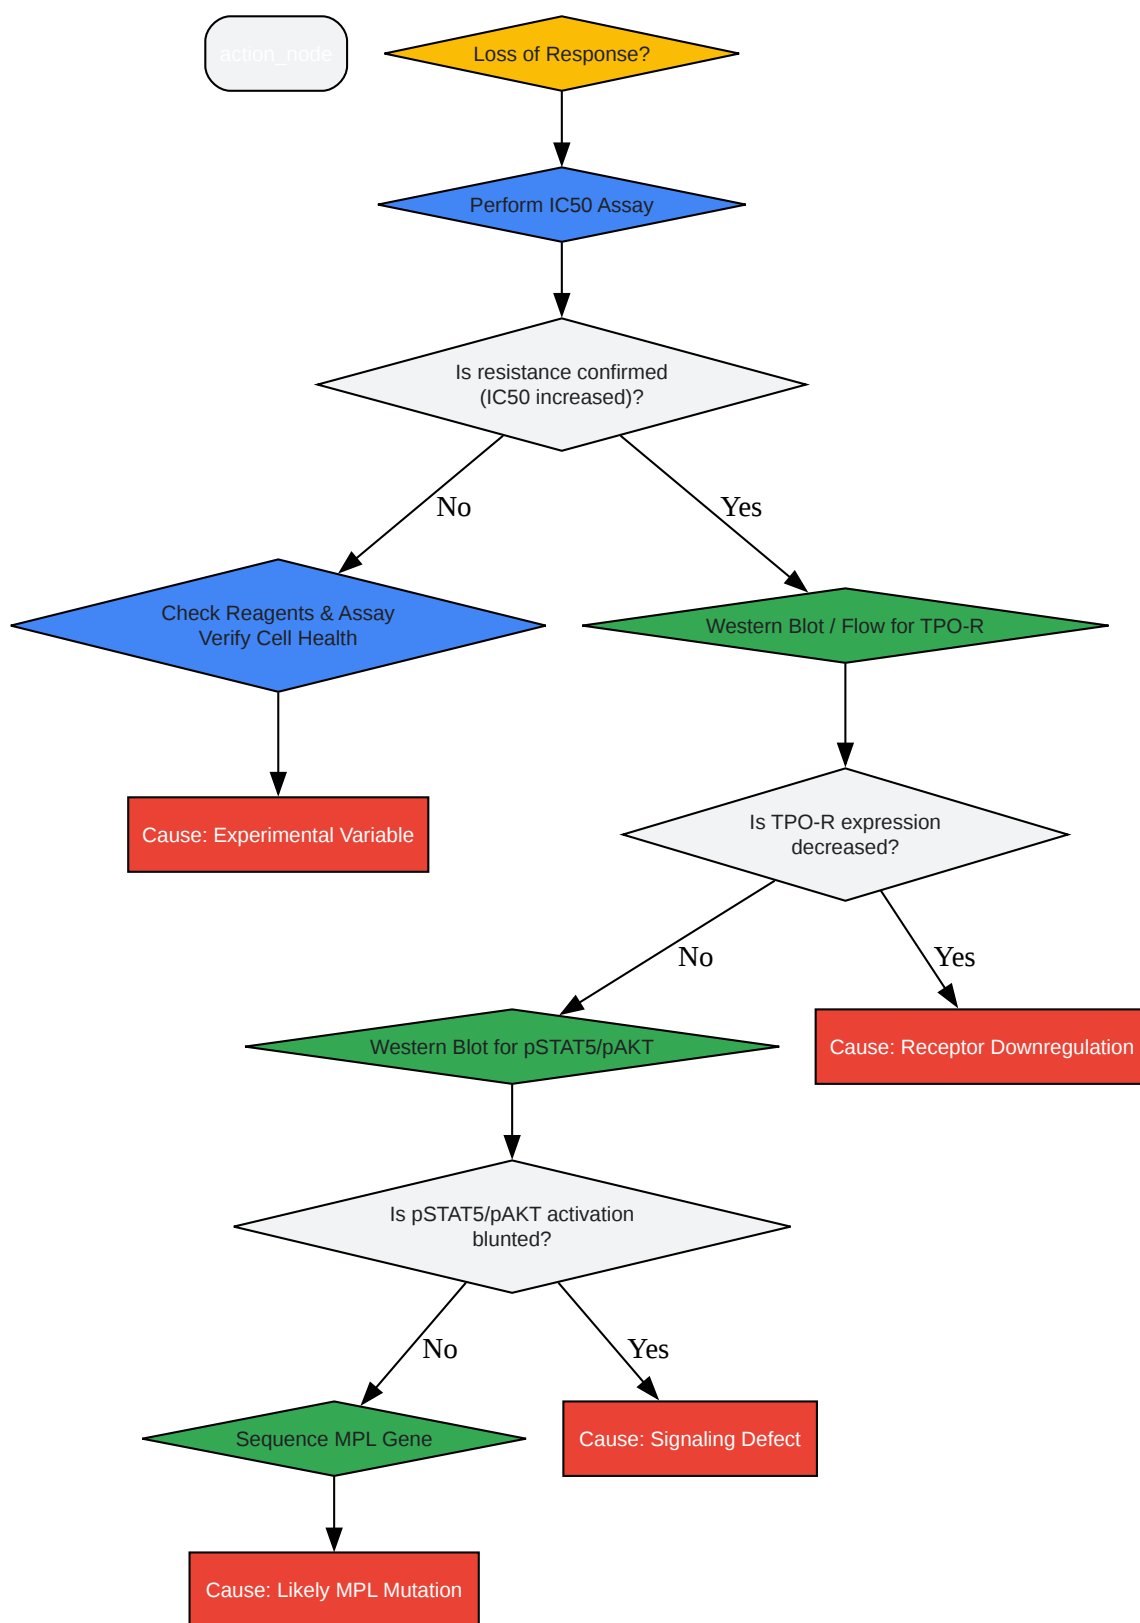 action_node
Loss of Response?
Perform IC50 Assay
Is resistance confirmed
(IC50 increased)?
No
Yes
Check Reagents & Assay
Verify Cell Health
Western Blot / Flow for TPO-R
Cause: Experimental Variable
Is TPO-R expression
decreased?
No
Yes
Western Blot for pSTAT5/pAKT
Cause: Receptor Downregulation
Is pSTAT5/pAKT activation
blunted?
No
Yes
Sequence MPL Gene
Cause: Signaling Defect
Cause: Likely MPL Mutation